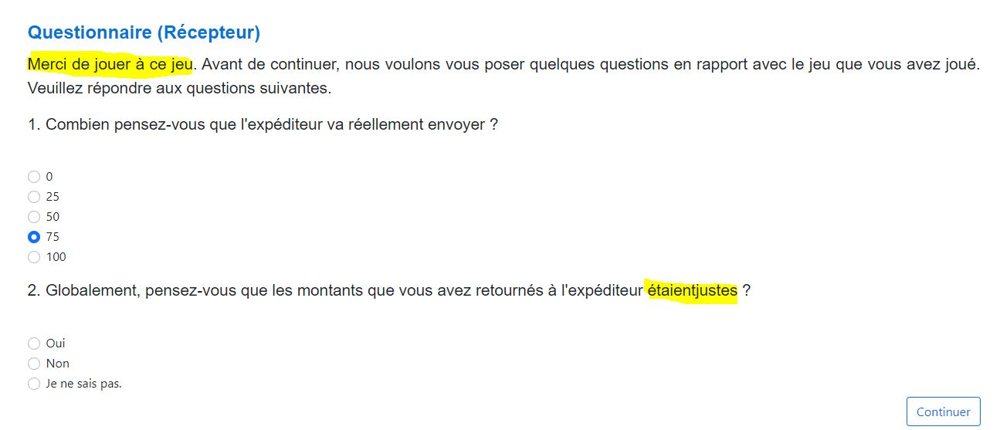 Questionnaire (Récepteur)
Merci de jouer à ce jeu. Avant de continuer, nous voulons vous poser quelques questions en rapport avec le jeu que vous avez joué.
Veuillez répondre aux questions suivantes.
1. Combien pensez-vous que l'expéditeur va réellement envoyer ?
0
25
50
75
100
2. Globalement, pensez-vous que les montants que vous avez retournés à l'expéditeur étaientjustes ?
Oui
Non
Je ne sais pas.
Continuer